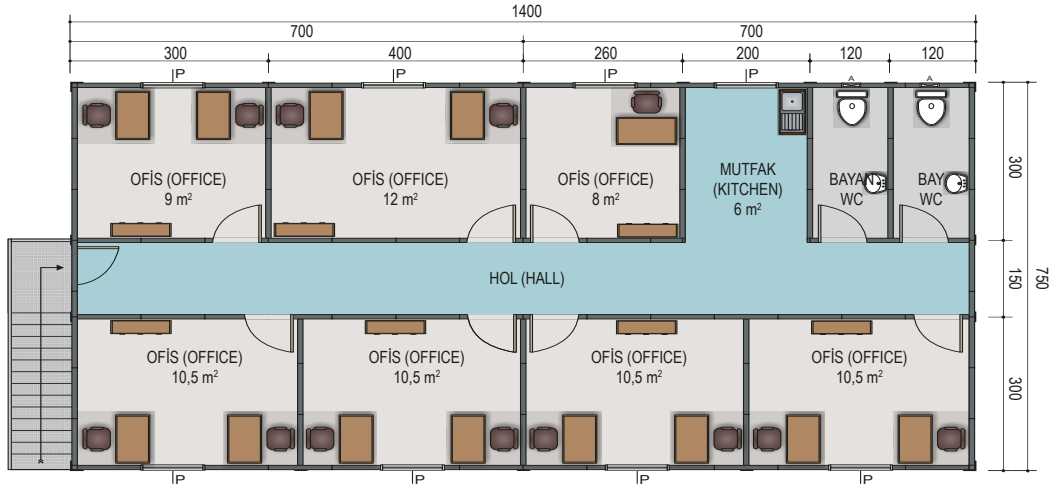 1400
700
700
300
400
260
200
120
120
P
P
P
P
A
A
OFİS (OFFICE)
9 m²
OFİS (OFFICE)
12 m²
OFİS (OFFICE)
8 m²
MUTFAK
(KITCHEN)
6 m²
BAYAN
WC
BAY
WC
300
150
750
300
HOL (HALL)
OFİS (OFFICE)
10,5 m²
OFİS (OFFICE)
10,5 m²
OFİS (OFFICE)
10,5 m²
OFİS (OFFICE)
10,5 m²
P
P
P
P